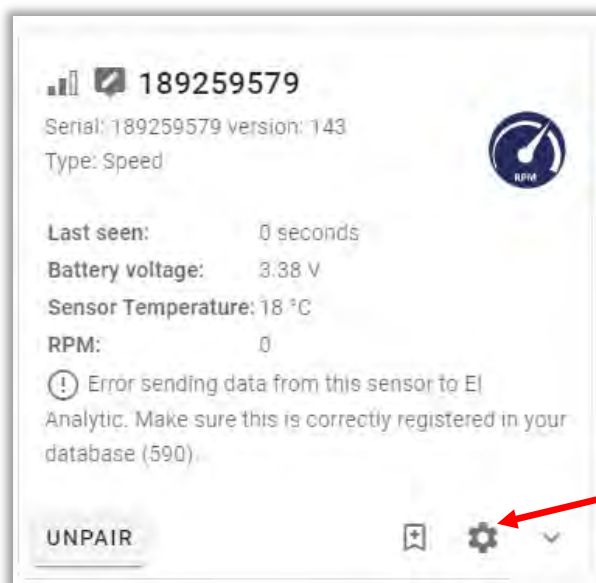 189259579
Serial: 189259579 version: 143
Type: Speed
RPM
Last seen: 0 seconds
Battery voltage: 3.38 V
Sensor Temperature: 18 °C
RPM: 0
Error sending data from this sensor to EI
Analytic. Make sure this is correctly registered in your
database (590).
UNPAIR